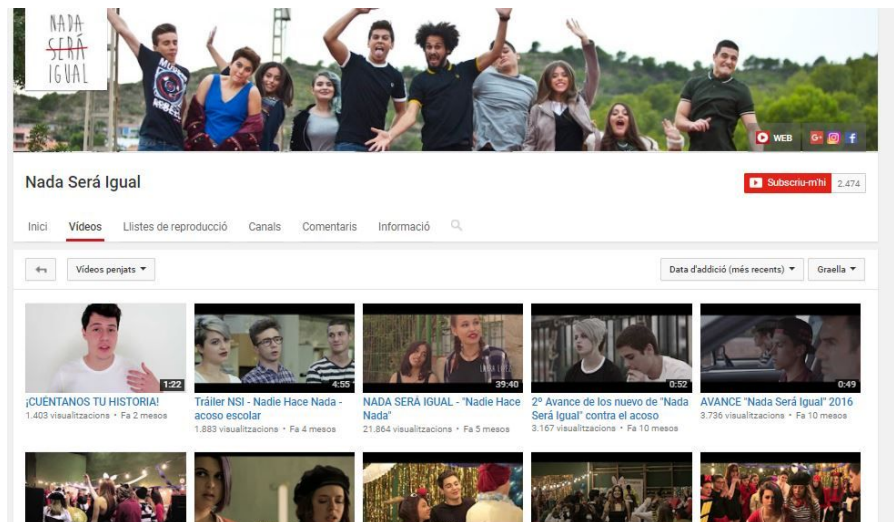 NADA
SERÁ
IGUAL
WEB
Nada Será Igual
Subscriu-m'hi 2.474
Inici Vídeos Llistes de reproducció Canals Comentaris Informació
Vídeos penjats Data d'addició (més recents) Graella
1:22 4:55 39:40 0:52 0:49
¡CUÉNTANOS TU HISTORIA!
1.403 visualitzacions • Fa 2 mesos
Tráiler NSI - Nadie Hace Nada -
acoso escolar
1.883 visualitzacions • Fa 4 mesos
NADA SERÁ IGUAL - "Nadie Hace
Nada"
21.864 visualitzacions • Fa 5 mesos
2º Avance de los nuevo de "Nada
Será Igual" contra el acoso
3.167 visualitzacions • Fa 10 mesos
AVANCE "Nada Será Igual" 2016
3.736 visualitzacions • Fa 10 mesos